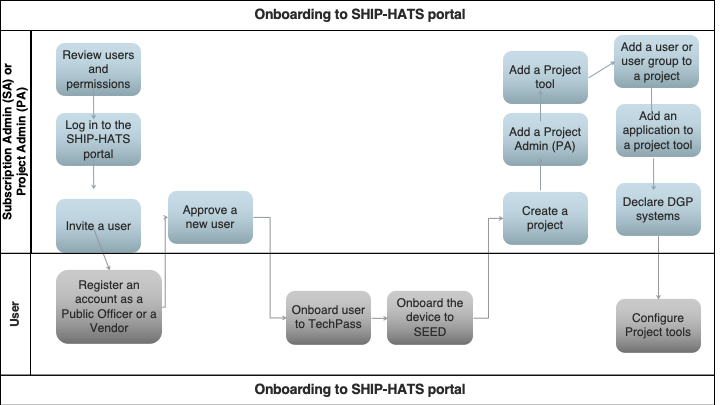 Onboarding to SHIP-HATS portal
Subscription Admin (SA) or
Project Admin (PA)
Review users
and
permissions
Log in to the
SHIP-HATS
portal
Invite a user
Register an
account as a
Public Officer or a
Vendor
Approve a
new user
Onboard user
to TechPass
Onboard the
device to
SEED
Create a
project
Add a Project
Admin (PA)
Add a Project
tool
Add a user or
user group to
a project
Add an
application to
a project tool
Declare DGP
systems
Configure
Project tools
User
Onboarding to SHIP-HATS portal